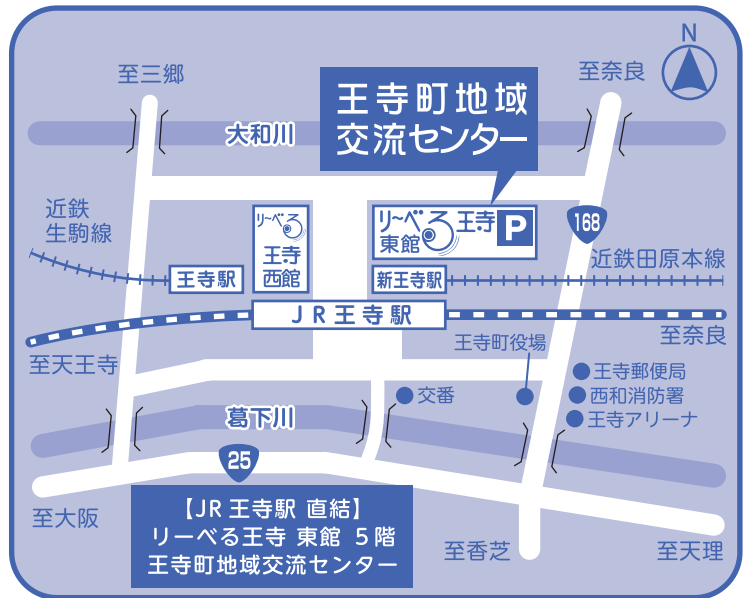 N
至三郷
至奈良
王寺町地域
交流センター
大和川
近鉄
生駒線
リ～べる
王寺
西館
リ～べる王寺
東館
P
168
近鉄田原本線
王寺駅
新王寺駅
JR王寺駅
至奈良
王寺町役場
至天王寺
王寺郵便局
交番
西和消防署
王寺アリーナ
葛下川
25
【JR王寺駅 直結】
リーべる王寺 東館 5階
王寺町地域交流センター
至大阪
至香芝
至天理